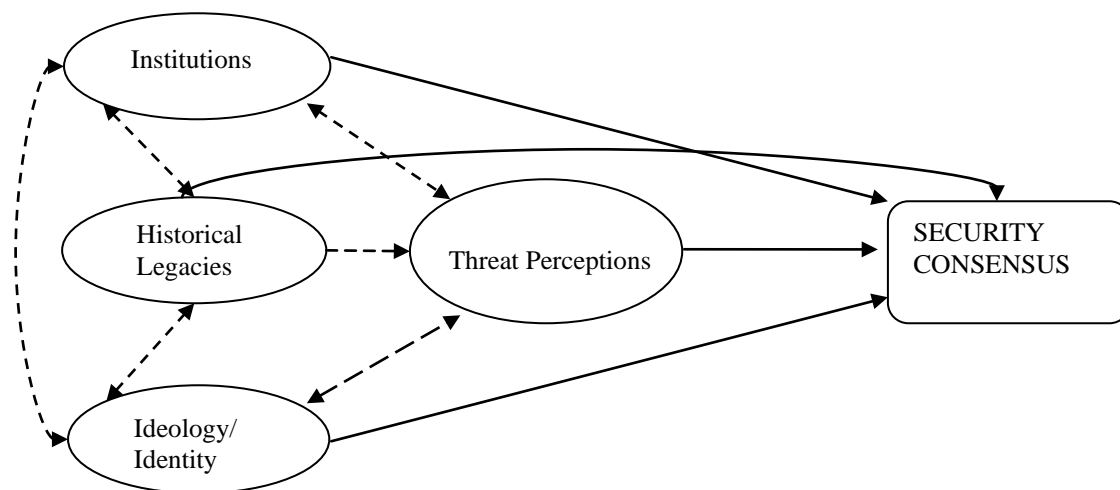 Institutions
Historical
Legacies
Threat Perceptions
SECURITY
CONSENSUS
Ideology/
Identity